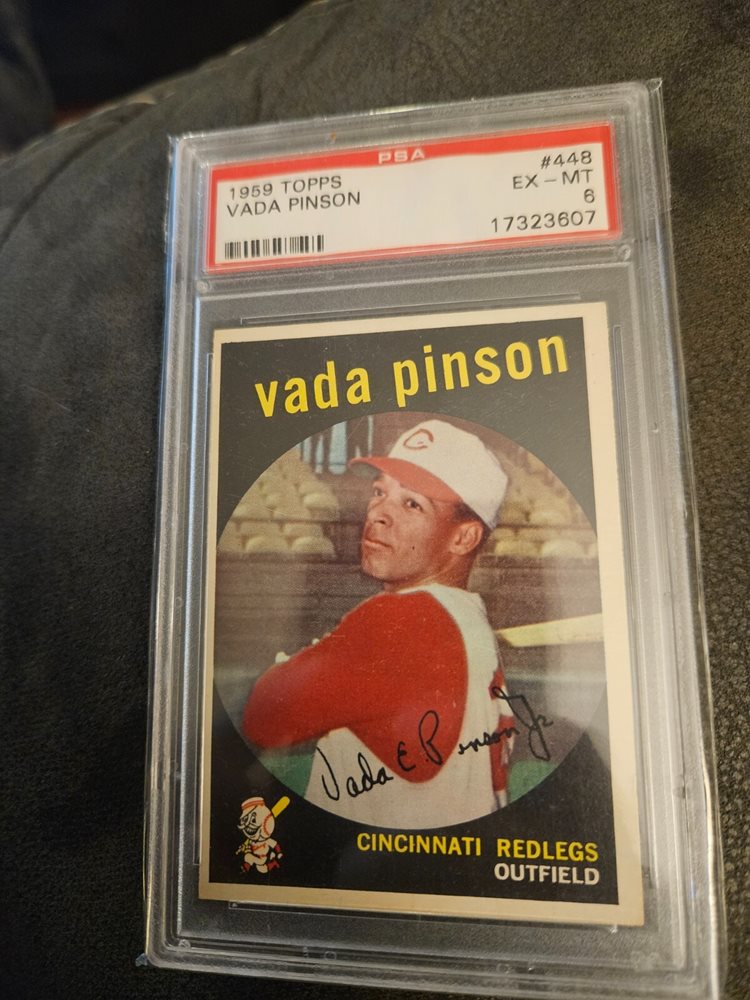 PSA
1959 TOPPS #448
VADA PINSON EX - MT
6
17323607
vada pinson
C
Vada E. Pinson Jr
CINCINNATI REDLEGS
OUTFIELD